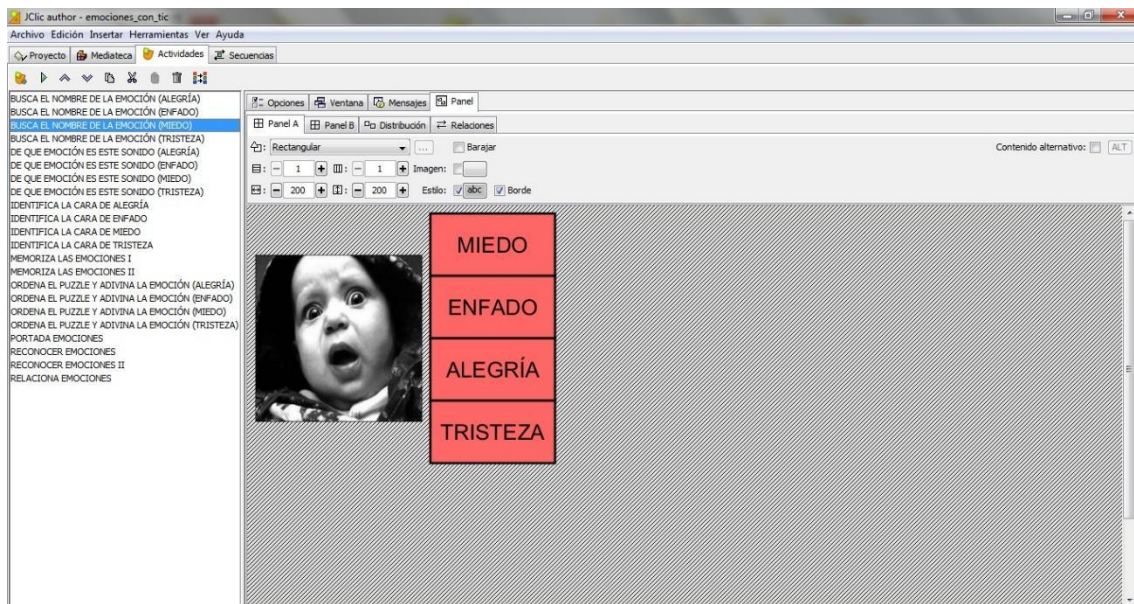 JClic author - emociones_con_tic
Archivo Edición Insertar Herramientas Ver Ayuda
Proyecto Mediateca Actividades Secuencias
BUSCA EL NOMBRE DE LA EMOCIÓN (ALEGRÍA)
BUSCA EL NOMBRE DE LA EMOCIÓN (ENFADO)
BUSCA EL NOMBRE DE LA EMOCIÓN (MIEDO)
BUSCA EL NOMBRE DE LA EMOCIÓN (TRISTEZA)
DE QUE EMOCIÓN ES ESTE SONIDO (ALEGRÍA)
DE QUE EMOCIÓN ES ESTE SONIDO (ENFADO)
DE QUE EMOCIÓN ES ESTE SONIDO (MIEDO)
DE QUE EMOCIÓN ES ESTE SONIDO (TRISTEZA)
IDENTIFICA LA CARA DE ALEGRÍA
IDENTIFICA LA CARA DE ENFADO
IDENTIFICA LA CARA DE MIEDO
IDENTIFICA LA CARA DE TRISTEZA
MEMORIZA LAS EMOCIONES I
MEMORIZA LAS EMOCIONES II
ORDENA EL PUZZLE Y ADIVINA LA EMOCIÓN (ALEGRÍA)
ORDENA EL PUZZLE Y ADIVINA LA EMOCIÓN (ENFADO)
ORDENA EL PUZZLE Y ADIVINA LA EMOCIÓN (MIEDO)
ORDENA EL PUZZLE Y ADIVINA LA EMOCIÓN (TRISTEZA)
PORTADA EMOCIONES
RECONOCER EMOCIONES
RECONOCER EMOCIONES II
RELACIONA EMOCIONES
Opciones Ventana Mensajes Panel
Panel A Panel B Distribución Relaciones
Rectangular ... Barajar Contenido alternativo: ALT
: - 1 + : - 1 + Imagen:
: - 200 + : - 200 + Estilo: abc Borde
MIEDO
ENFADO
ALEGRÍA
TRISTEZA